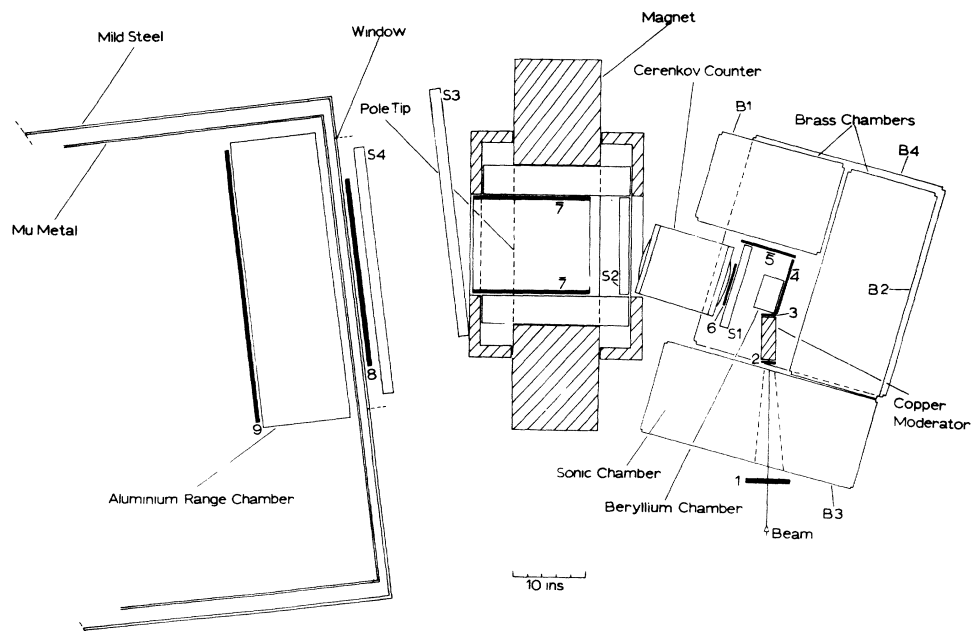 Mild Steel
Window
Magnet
Cerenkov Counter
Pole Tip
S3
B1
Brass Chambers
B4
S4
Mu Metal
7̄
7̄
S2
5̄
4̄
B2
3
6
S1
2
8
9
Copper
Moderator
Sonic Chamber
Aluminium Range Chamber
1
Beryllium Chamber
B3
Beam
10 ins